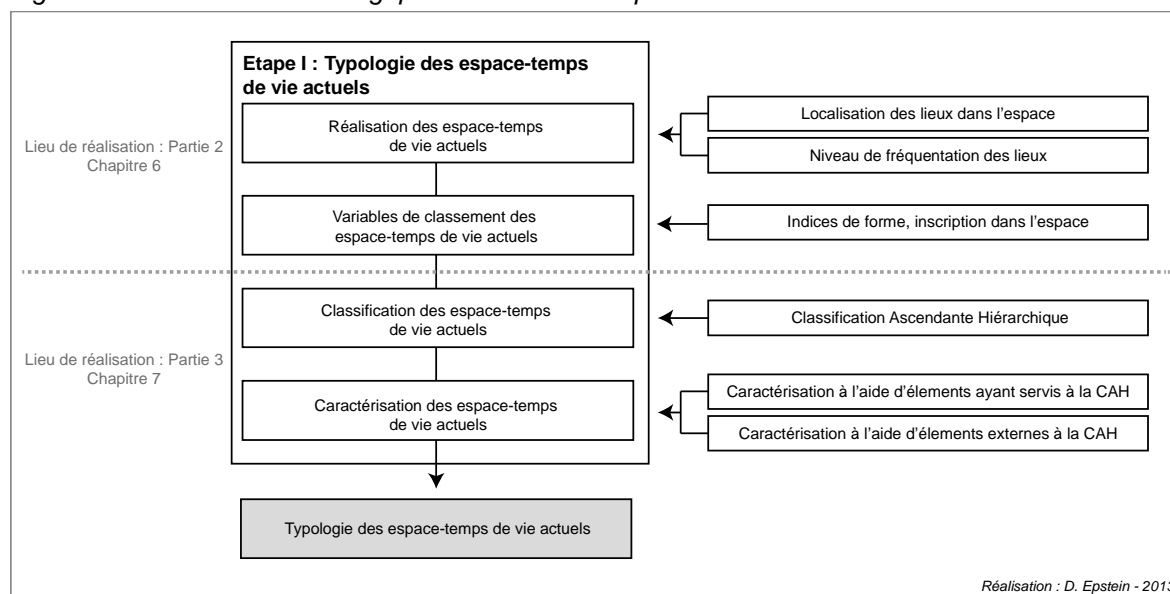 Etape I : Typologie des espace-temps
de vie actuels
Lieu de réalisation : Partie 2
Chapitre 6
Réalisation des espace-temps
de vie actuels
Localisation des lieux dans l'espace
Niveau de fréquentation des lieux
Variables de classement des
espace-temps de vie actuels
Indices de forme, inscription dans l'espace
Lieu de réalisation : Partie 3
Chapitre 7
Classification des espace-temps
de vie actuels
Classification Ascendante Hiérarchique
Caractérisation des espace-temps
de vie actuels
Caractérisation à l'aide d'élements ayant servis à la CAH
Caractérisation à l'aide d'élements externes à la CAH
Typologie des espace-temps de vie actuels
Réalisation : D. Epstein - 2013